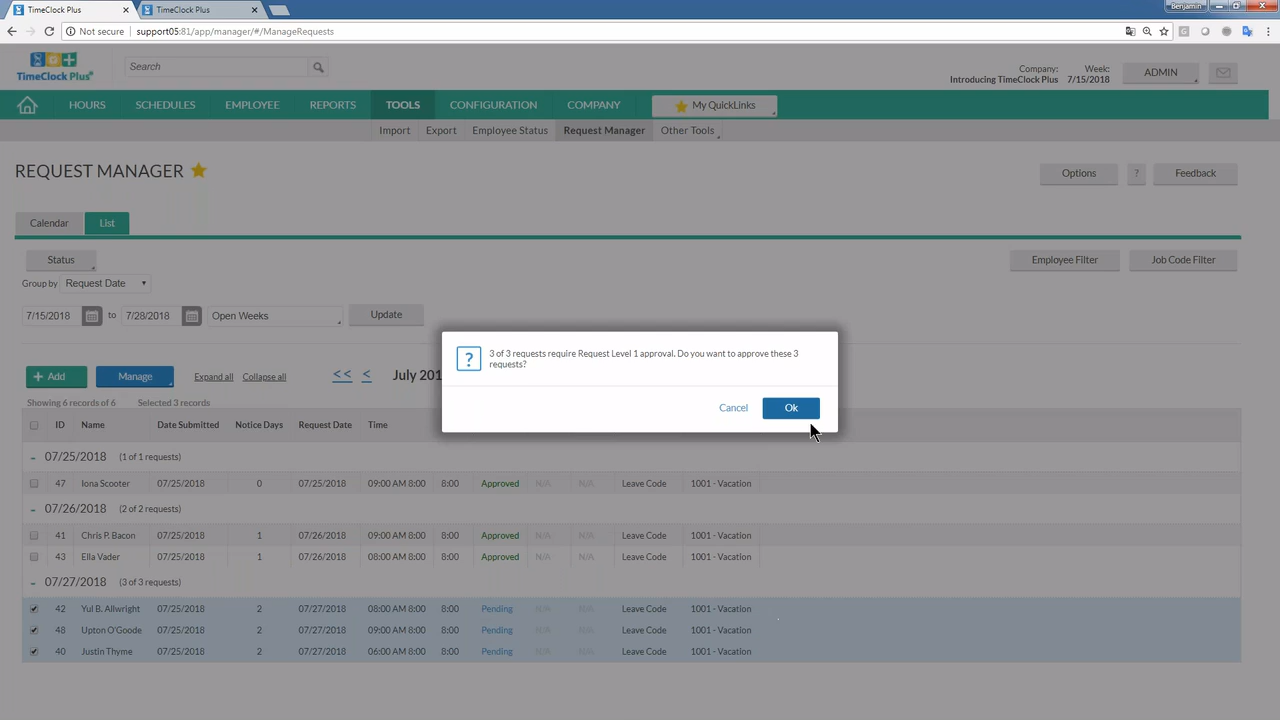 TimeClock Plus
TimeClock Plus
Benjamin
Not secure | support05:81/app/manager/#/ManageRequests
TimeClock Plus
Search
Company:
Introducing TimeClock Plus
Week:
7/15/2018
ADMIN
HOURS SCHEDULES EMPLOYEE REPORTS TOOLS CONFIGURATION COMPANY My QuickLinks
Import Export Employee Status Request Manager Other Tools
REQUEST MANAGER
Options ? Feedback
Calendar List
Status
Employee Filter Job Code Filter
Group by Request Date
7/15/2018 to 7/28/2018 Open Weeks Update
? 3 of 3 requests require Request Level 1 approval. Do you want to approve these 3
requests?
Cancel Ok
+ Add Manage Expand all Collapse all << < July 201
Showing 6 records of 6 Selected 3 records
ID Name Date Submitted Notice Days Request Date Time
- 07/25/2018 (1 of 1 requests)
47 Iona Scooter 07/25/2018 0 07/25/2018 09:00 AM 8:00 8:00 Approved N/A N/A Leave Code 1001 - Vacation
- 07/26/2018 (2 of 2 requests)
41 Chris P. Bacon 07/25/2018 1 07/26/2018 09:00 AM 8:00 8:00 Approved N/A N/A Leave Code 1001 - Vacation
43 Ella Vader 07/25/2018 1 07/26/2018 08:00 AM 8:00 8:00 Approved N/A N/A Leave Code 1001 - Vacation
- 07/27/2018 (3 of 3 requests)
42 Yul B. Allwright 07/25/2018 2 07/27/2018 08:00 AM 8:00 8:00 Pending N/A N/A Leave Code 1001 - Vacation
48 Upton O'Goode 07/25/2018 2 07/27/2018 09:00 AM 8:00 8:00 Pending N/A N/A Leave Code 1001 - Vacation
40 Justin Thyme 07/25/2018 2 07/27/2018 06:00 AM 8:00 8:00 Pending N/A N/A Leave Code 1001 - Vacation